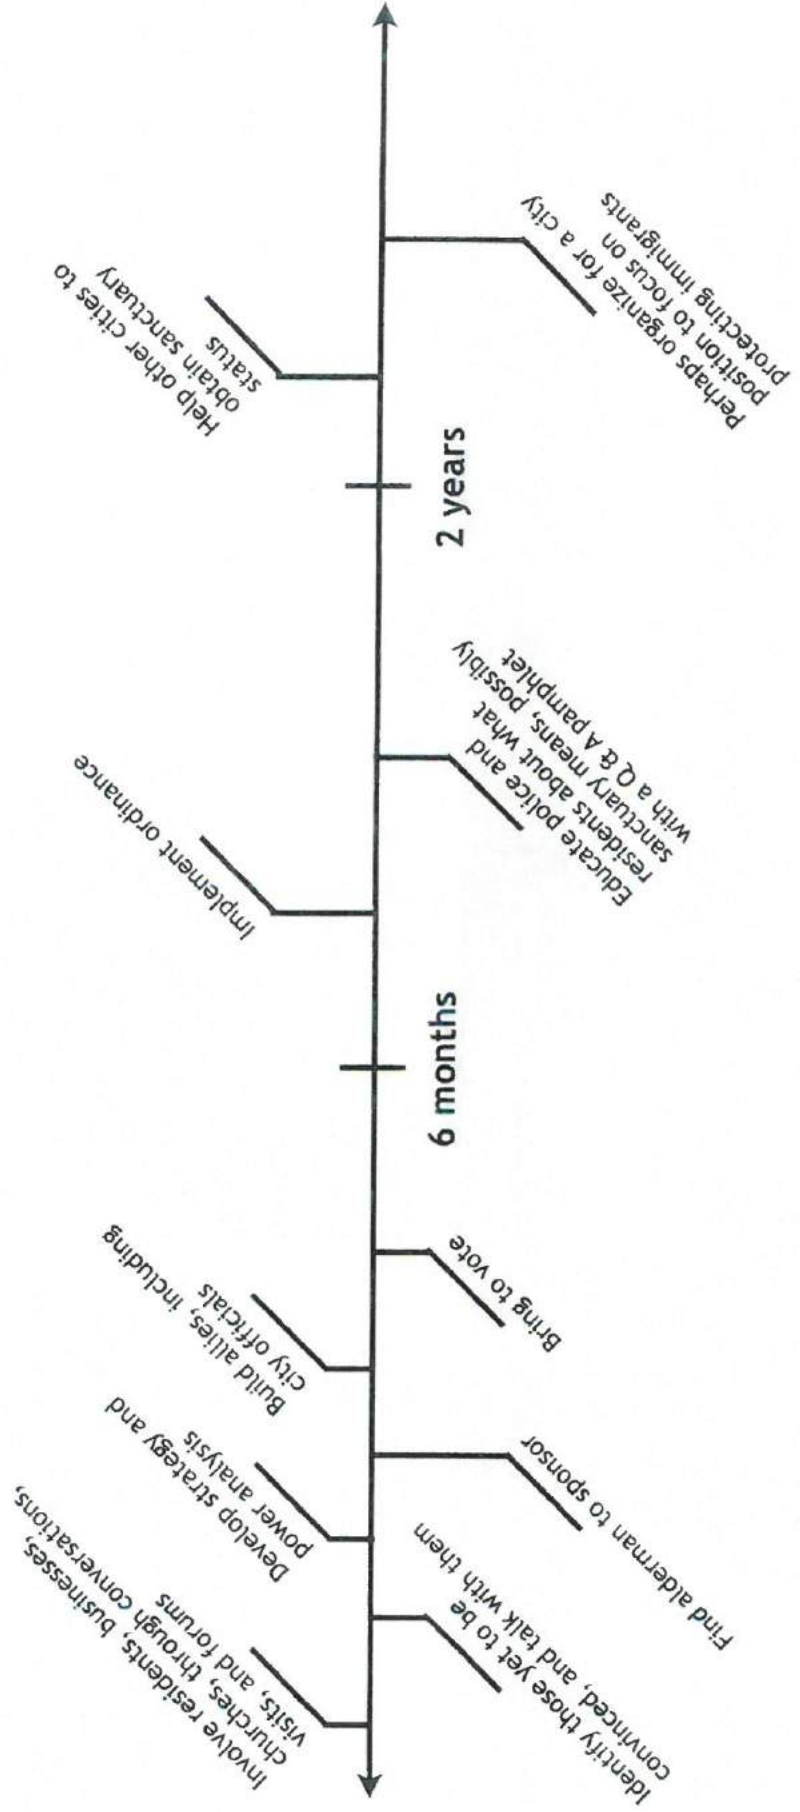 Involve residents, businesses,
churches, through conversations,
visits, and forums
Identify those yet to be
convinced, and talk with them
Develop strategy and
power analysis
Find alderman to sponsor
Build allies, including
city officials
Bring to vote
6 months
Implement ordinance
Educate police and
residents about what
sanctuary means, possibly
with a Q & A pamphlet
2 years
Help other cities to
obtain sanctuary
status
Perhaps organize for a city
position to focus on
protecting immigrants